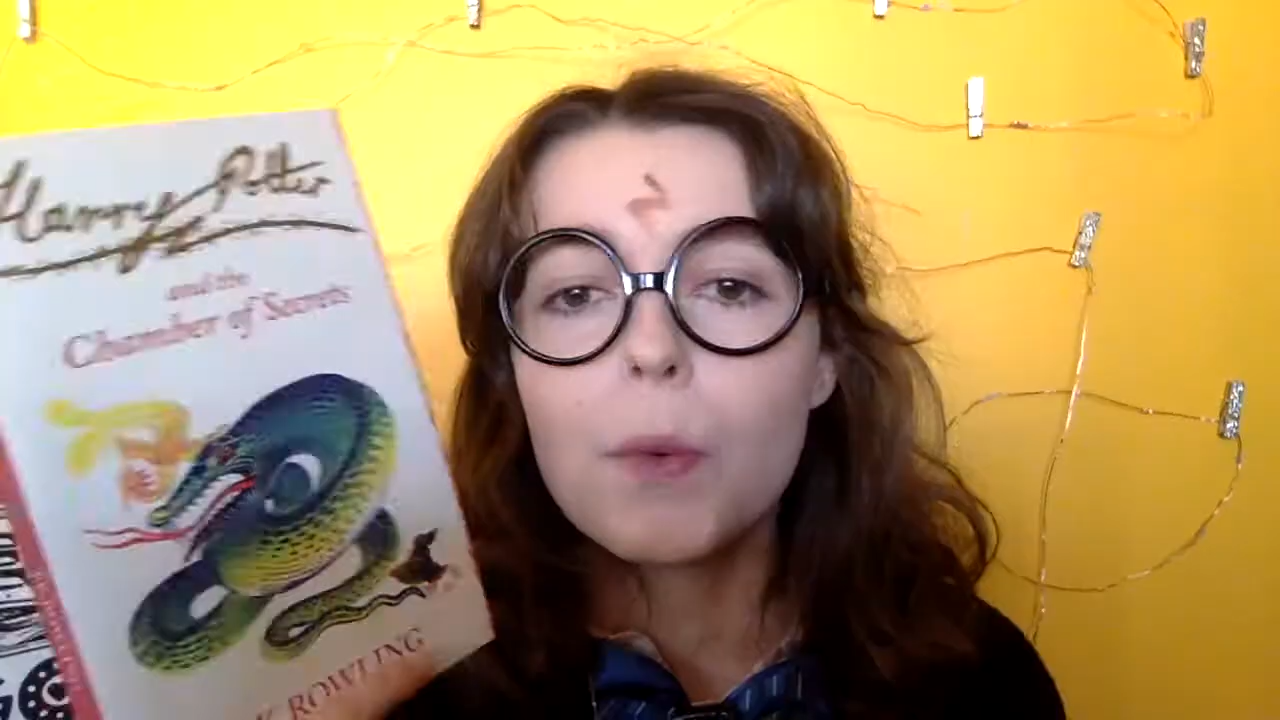 Harry Potter
and the
Chamber of Secrets
K. ROWLING